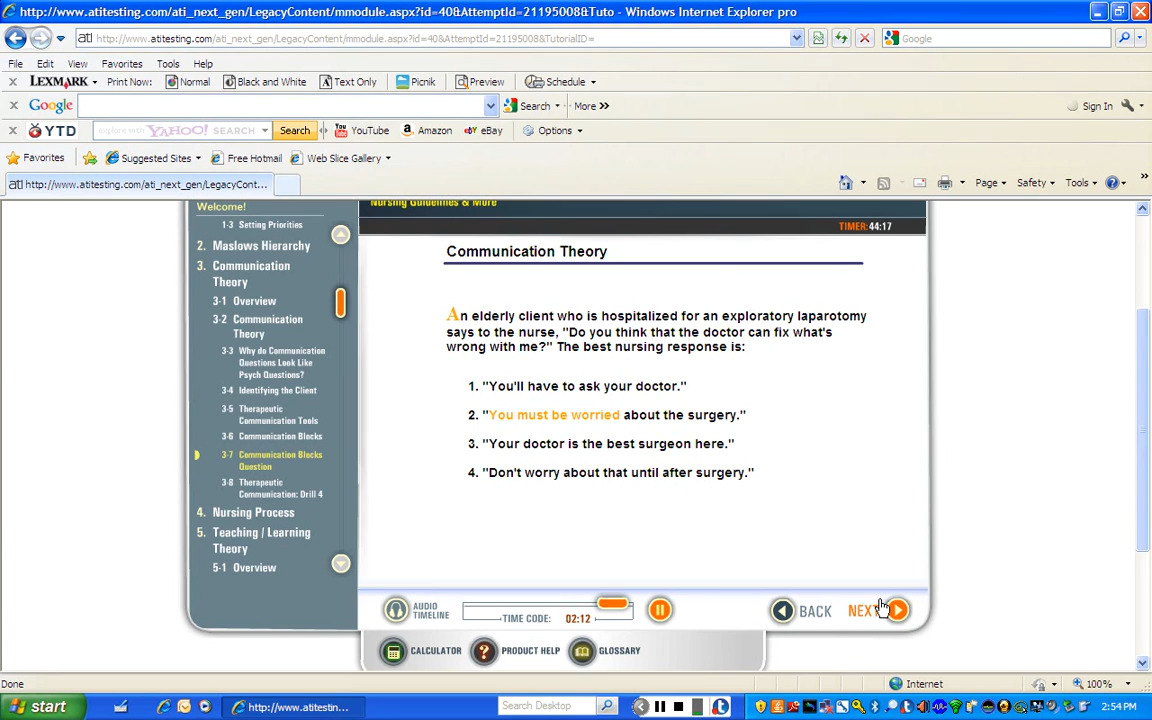 http://www.atitesting.com/ati_next_gen/LegacyContent/mmodule.aspx?id=40&AttemptId=21195008&Tuto - Windows Internet Explorer pro
http://www.atitesting.com/ati_next_gen/LegacyContent/mmodule.aspx?id=40&AttemptId=21195008&TutorialID=
Google
File Edit View Favorites Tools Help
LEXMARK Print Now: Normal Black and White Text Only Picnik Preview Schedule
Google Search More >> Sign In
YTD explore with YAHOO! SEARCH Search YouTube Amazon eBay Options
Favorites Suggested Sites Free Hotmail Web Slice Gallery
http://www.atitesting.com/ati_next_gen/LegacyCont... Page Safety Tools
Welcome!
1-3 Setting Priorities
2. Maslows Hierarchy
3. Communication
Theory
3-1 Overview
3-2 Communication
Theory
3-3 Why do Communication
Questions Look Like
Psych Questions?
3-4 Identifying the Client
3-5 Therapeutic
Communication Tools
3-6 Communication Blocks
3-7 Communication Blocks
Question
3-8 Therapeutic
Communication: Drill 4
4. Nursing Process
5. Teaching / Learning
Theory
5-1 Overview
Nursing Guidelines & More
TIMER: 44:17
Communication Theory
An elderly client who is hospitalized for an exploratory laparotomy
says to the nurse, "Do you think that the doctor can fix what's
wrong with me?" The best nursing response is:
1. "You'll have to ask your doctor."
2. "You must be worried about the surgery."
3. "Your doctor is the best surgeon here."
4. "Don't worry about that until after surgery."
AUDIO
TIMELINE
TIME CODE: 02:12
BACK NEXT
CALCULATOR PRODUCT HELP GLOSSARY
Done Internet 100%
start http://www.atitestin... Search Desktop 2:54 PM